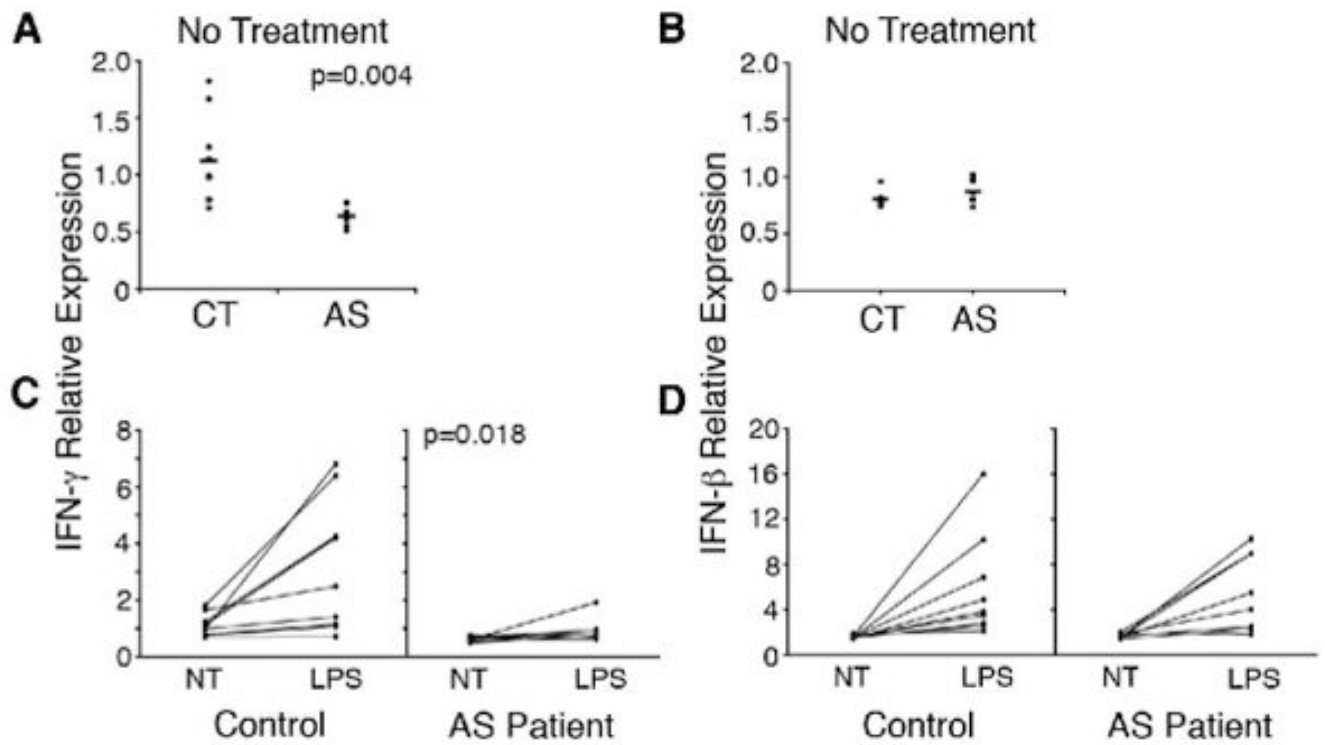 A
No Treatment
p=0.004
2.0
1.5
1.0
0.5
0
CT AS
B
No Treatment
2.0
1.5
1.0
0.5
0
CT AS
IFN-γ Relative Expression
IFN-β Relative Expression
C
p=0.018
8
6
4
2
0
NT LPS NT LPS
Control AS Patient
D
20
16
12
8
4
0
NT LPS NT LPS
Control AS Patient